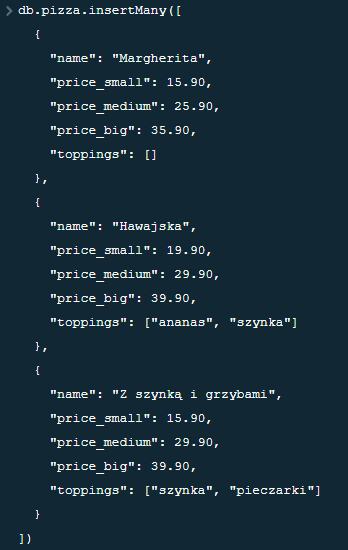 db.pizza.insertMany([
  {
    "name": "Margherita",
    "price_small": 15.90,
    "price_medium": 25.90,
    "price_big": 35.90,
    "toppings": []
  },
  {
    "name": "Hawajska",
    "price_small": 19.90,
    "price_medium": 29.90,
    "price_big": 39.90,
    "toppings": ["ananas", "szynka"]
  },
  {
    "name": "Z szynką i grzybami",
    "price_small": 15.90,
    "price_medium": 29.90,
    "price_big": 39.90,
    "toppings": ["szynka", "pieczarki"]
  }
])